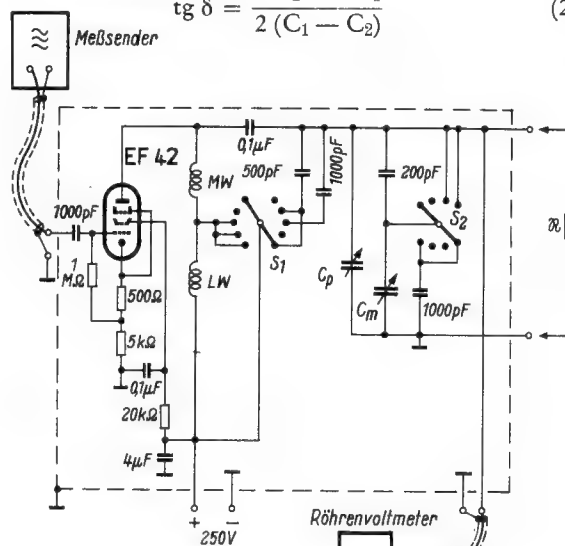 tg δ = 2 (C₁ — C₂) (2
Meßsender
EF 42
0,1µF
MW
500pF
1000pF
200pF
1000pF
S₁
S₂
LW
1 MΩ
500Ω
Cₚ
Cₘ
1000pF
5kΩ
0,1µF
20kΩ
4µF
+
–
250V
Röhrenvoltmeter